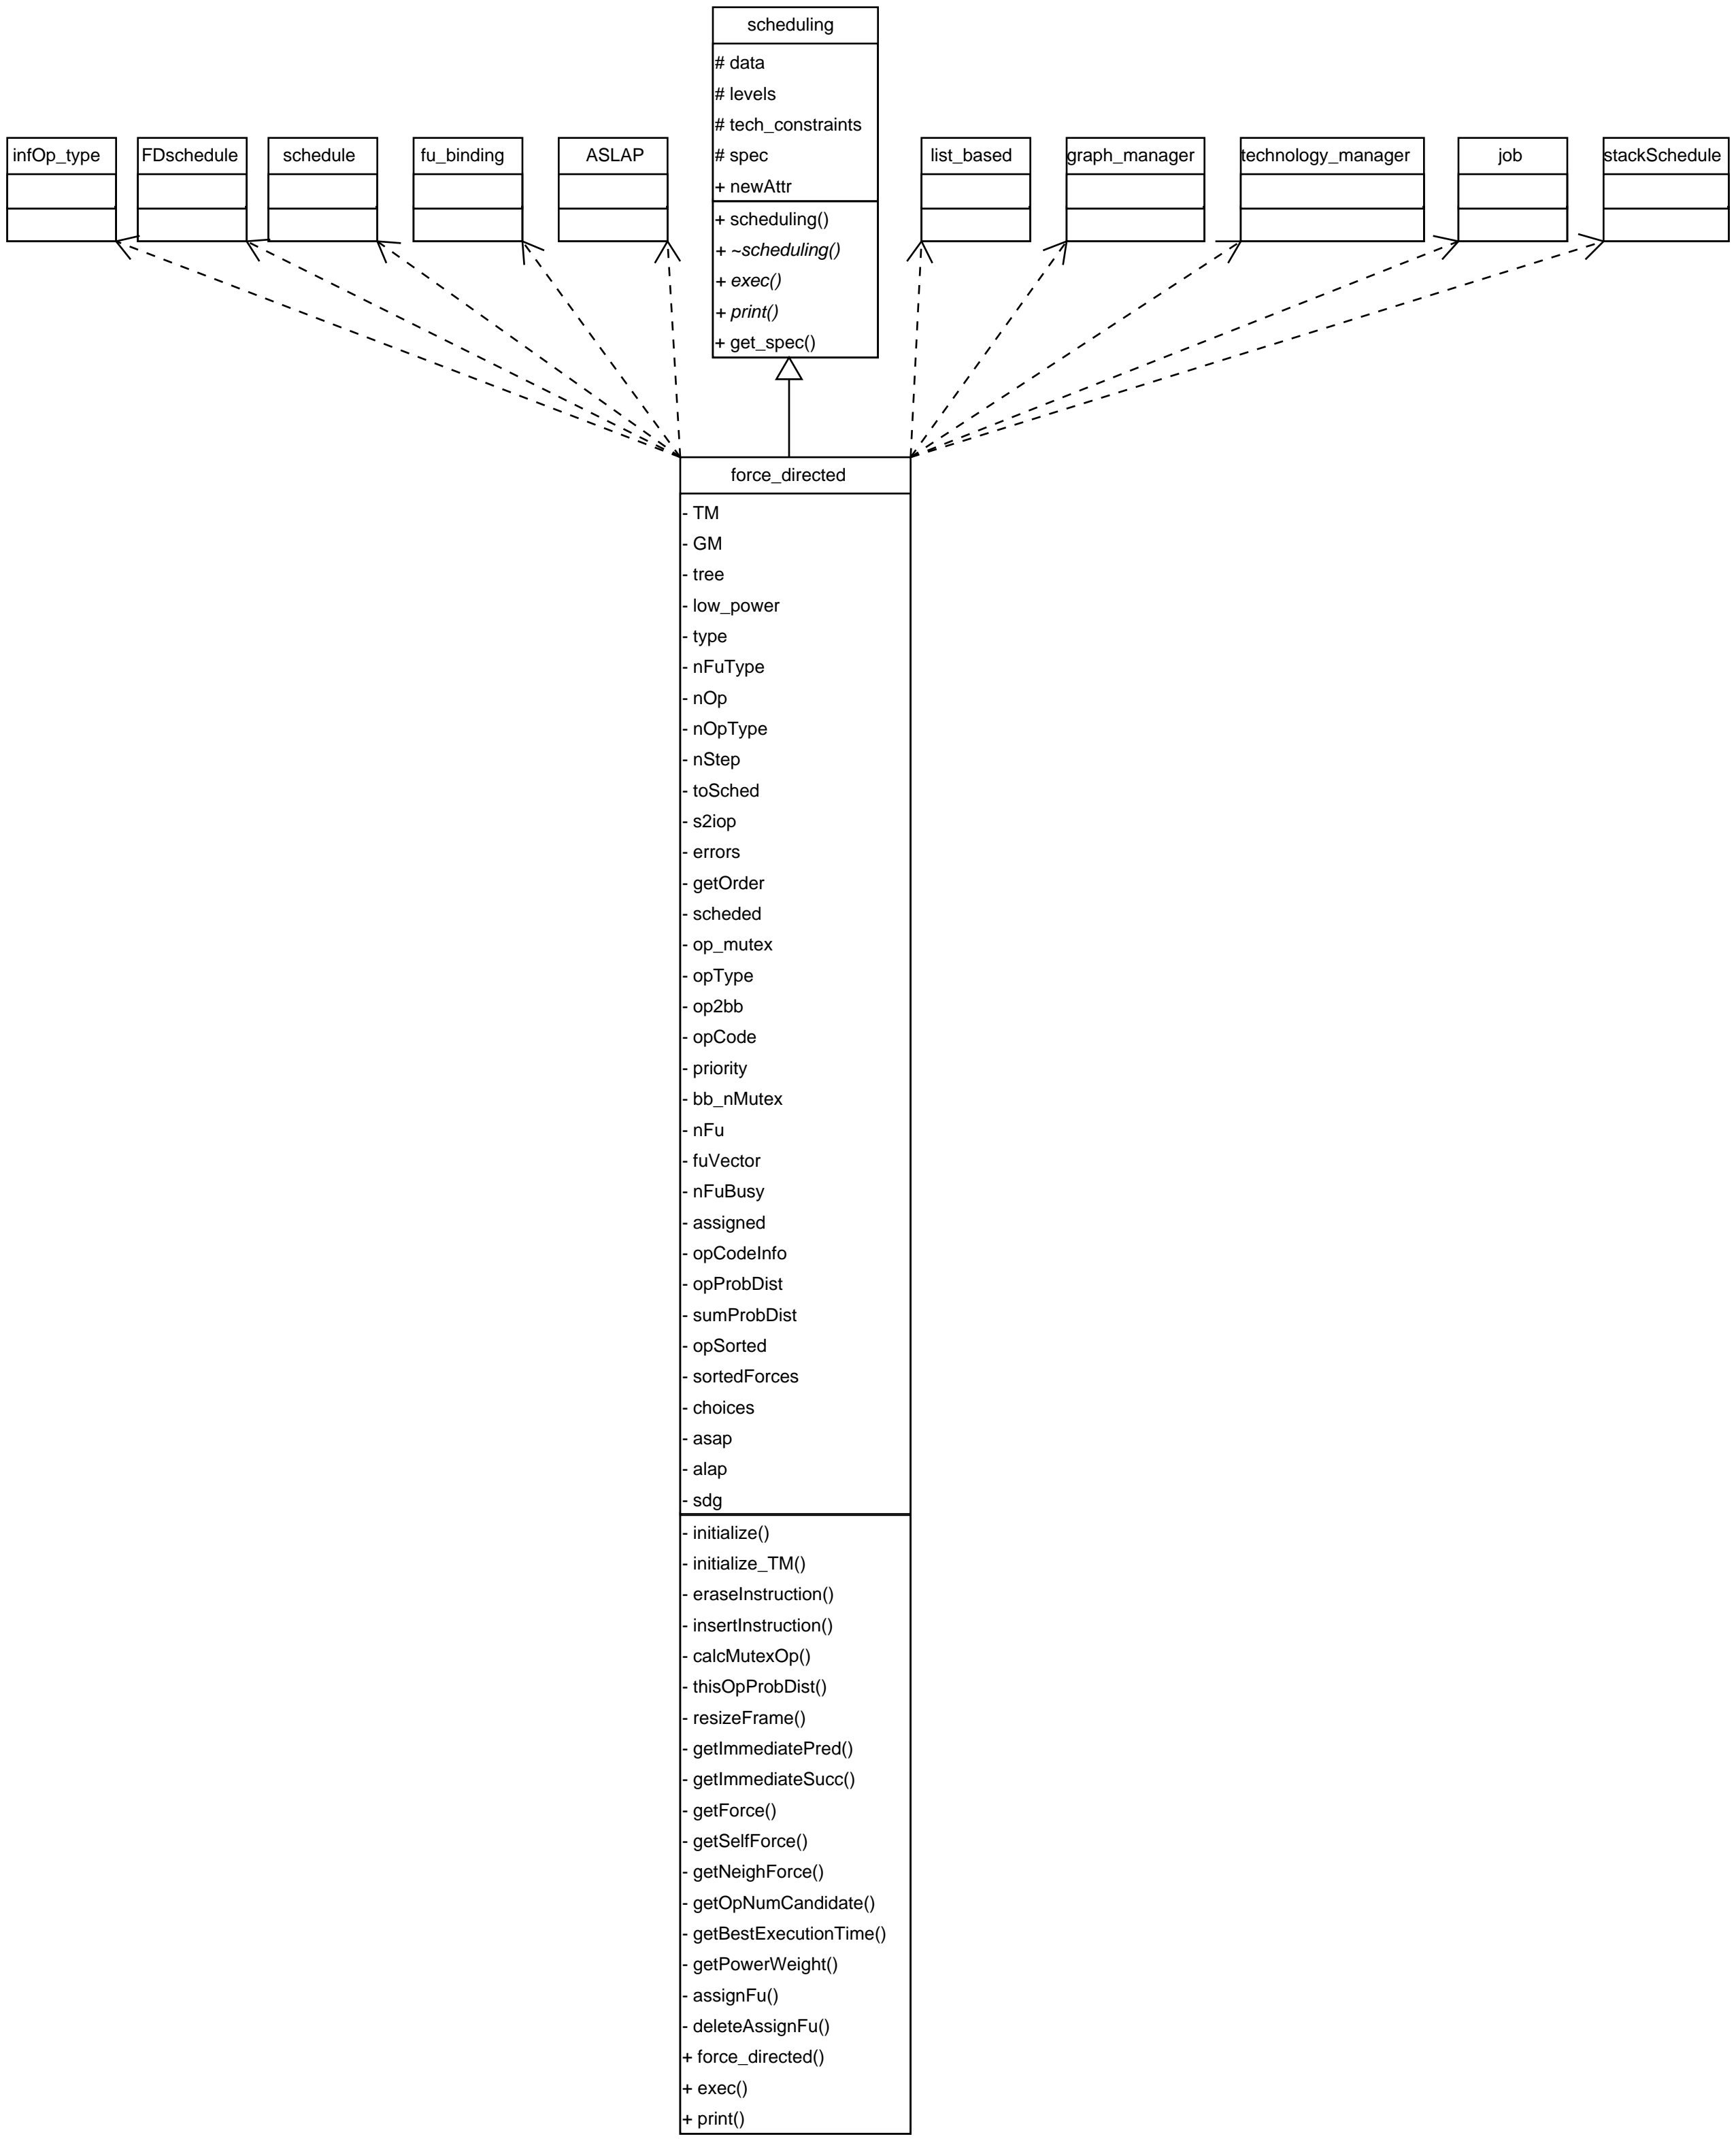 scheduling
# data
# levels
# tech_constraints
# spec
+ newAttr
+ scheduling()
+ ~scheduling()
+ exec()
+ print()
+ get_spec()
infOp_type
FDschedule
schedule
fu_binding
ASLAP
list_based
graph_manager
technology_manager
job
stackSchedule
force_directed
- TM
- GM
- tree
- low_power
- type
- nFuType
- nOp
- nOpType
- nStep
- toSched
- s2iop
- errors
- getOrder
- scheded
- op_mutex
- opType
- op2bb
- opCode
- priority
- bb_nMutex
- nFu
- fuVector
- nFuBusy
- assigned
- opCodeInfo
- opProbDist
- sumProbDist
- opSorted
- sortedForces
- choices
- asap
- alap
- sdg
- initialize()
- initialize_TM()
- eraseInstruction()
- insertInstruction()
- calcMutexOp()
- thisOpProbDist()
- resizeFrame()
- getImmediatePred()
- getImmediateSucc()
- getForce()
- getSelfForce()
- getNeighForce()
- getOpNumCandidate()
- getBestExecutionTime()
- getPowerWeight()
- assignFu()
- deleteAssignFu()
+ force_directed()
+ exec()
+ print()